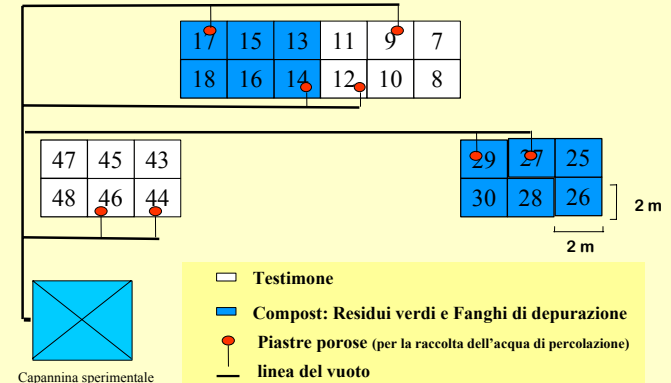 17 15 13 11 9 7
18 16 14 12 10 8
47 45 43
48 46 44
29 27 25
30 28 26
2 m
2 m
Testimone
Compost: Residui verdi e Fanghi di depurazione
Piastre porose (per la raccolta dell'acqua di percolazione)
linea del vuoto
Capannina sperimentale